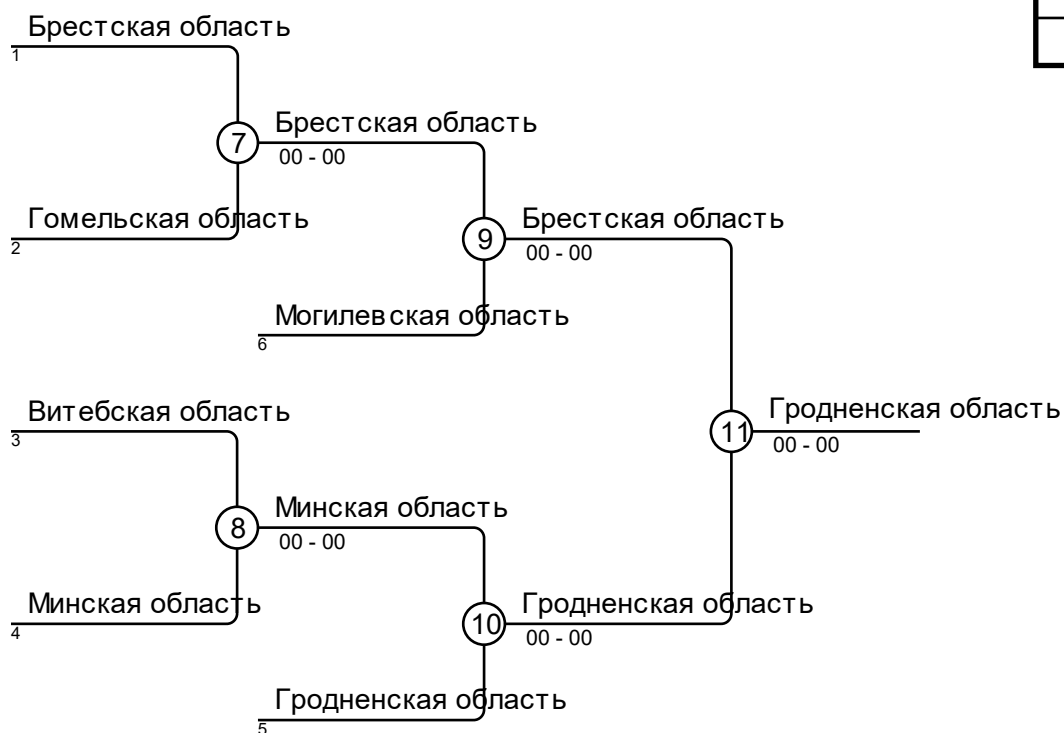 Брестская область
1
7
Брестская область
00 - 00
Гомельская область
2
9
Брестская область
00 - 00
Могилевская область
6
Витебская область
3
11
Гродненская область
00 - 00
8
Минская область
00 - 00
Минская область
4
10
Гродненская область
00 - 00
Гродненская область
5